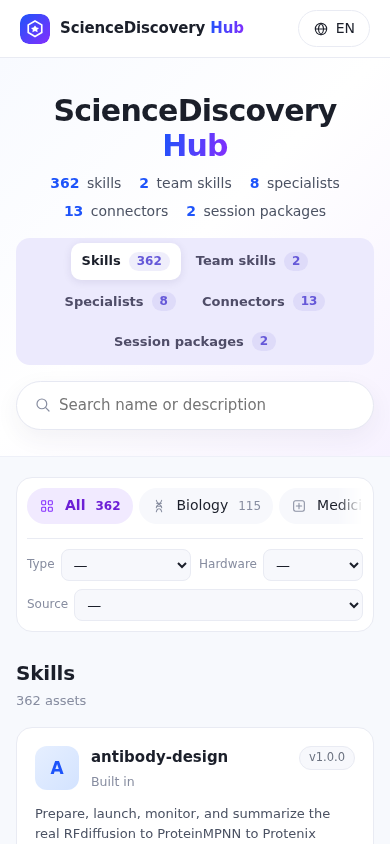 ScienceDiscovery Hub
EN
ScienceDiscovery
Hub
362 skills 2 team skills 8 specialists
13 connectors 2 session packages
Skills 362 Team skills 2
Specialists 8 Connectors 13
Session packages 2
Search name or description
All 362 Biology 115 Medici
Type — Hardware —
Source —
Skills
362 assets
A antibody-design v1.0.0
Built in
Prepare, launch, monitor, and summarize the
real RFdiffusion to ProteinMPNN to Protenix